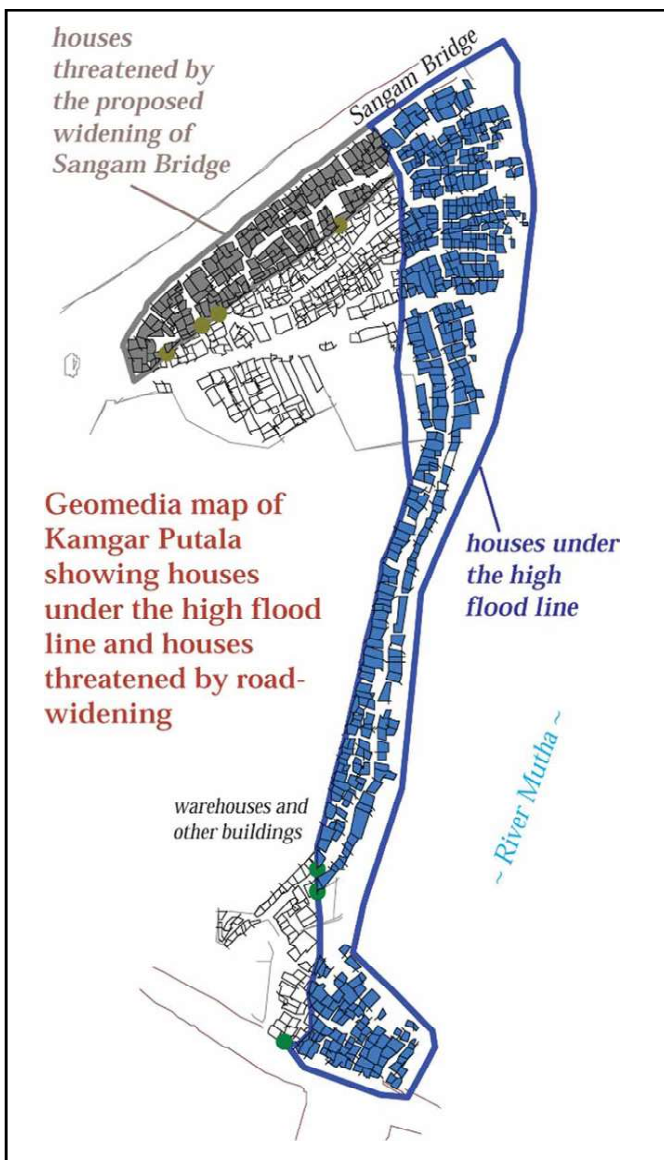 houses
threatened by
the proposed
widening of
Sangam Bridge
Sangam Bridge
Geomedia map of
Kamgar Putala
showing houses
under the high flood
line and houses
threatened by road-
widening
houses under
the high
flood line
~ River Mutha ~
warehouses and
other buildings